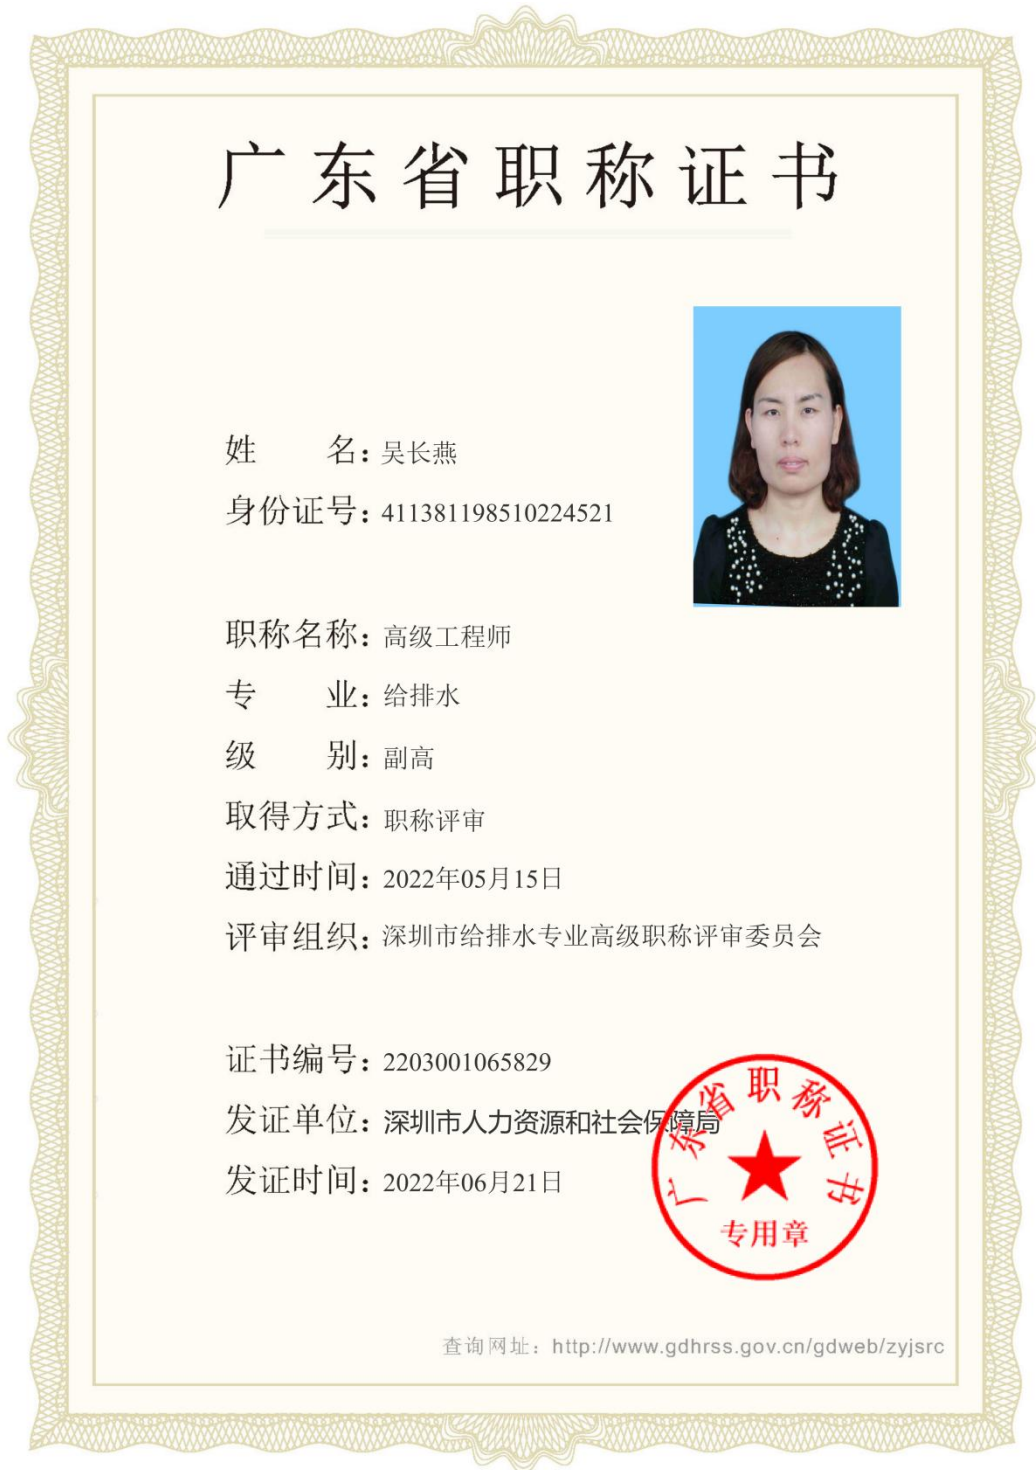 广东省职称证书
姓 名：吴长燕
身份证号：411381198510224521
职称名称：高级工程师
专 业：给排水
级 别：副高
取得方式：职称评审
通过时间：2022年05月15日
评审组织：深圳市给排水专业高级职称评审委员会
证书编号：2203001065829
发证单位：深圳市人力资源和社会保障局
发证时间：2022年06月21日
广东省职称证书
专用章
查询网址：http://www.gdhrss.gov.cn/gdweb/zyjsrc